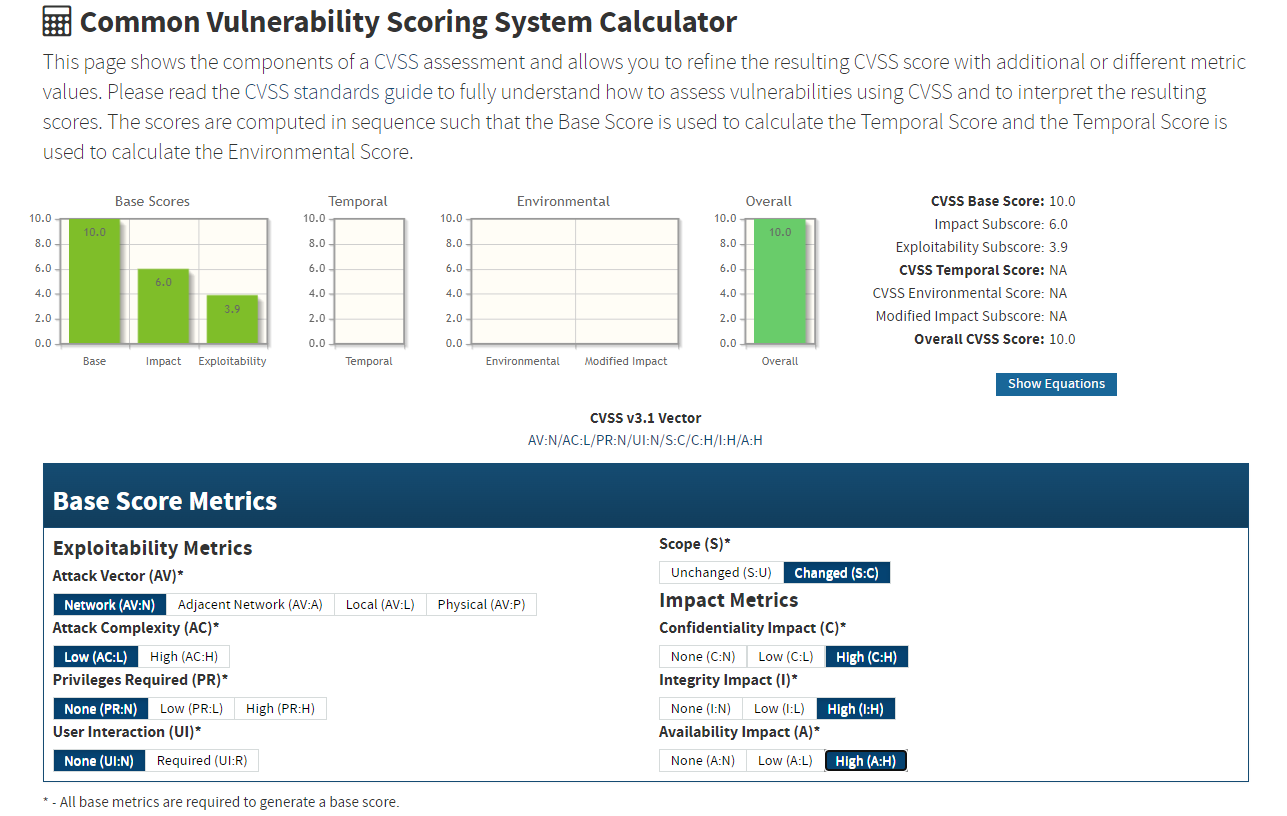 Common Vulnerability Scoring System Calculator
This page shows the components of a CVSS assessment and allows you to refine the resulting CVSS score with additional or different metric
values. Please read the CVSS standards guide to fully understand how to assess vulnerabilities using CVSS and to interpret the resulting
scores. The scores are computed in sequence such that the Base Score is used to calculate the Temporal Score and the Temporal Score is
used to calculate the Environmental Score.
Base Scores
10.0
8.0
6.0
4.0
2.0
0.0
10.0
6.0
3.9
Base Impact Exploitability
Temporal
10.0
8.0
6.0
4.0
2.0
0.0
Temporal
Environmental
10.0
8.0
6.0
4.0
2.0
0.0
Environmental Modified Impact
Overall
10.0
8.0
6.0
4.0
2.0
0.0
10.0
Overall
CVSS Base Score: 10.0
Impact Subscore: 6.0
Exploitability Subscore: 3.9
CVSS Temporal Score: NA
CVSS Environmental Score: NA
Modified Impact Subscore: NA
Overall CVSS Score: 10.0
Show Equations
CVSS v3.1 Vector
AV:N/AC:L/PR:N/UI:N/S:C/C:H/I:H/A:H
Base Score Metrics
Exploitability Metrics
Attack Vector (AV)*
Network (AV:N) Adjacent Network (AV:A) Local (AV:L) Physical (AV:P)
Attack Complexity (AC)*
Low (AC:L) High (AC:H)
Privileges Required (PR)*
None (PR:N) Low (PR:L) High (PR:H)
User Interaction (UI)*
None (UI:N) Required (UI:R)
Scope (S)*
Unchanged (S:U) Changed (S:C)
Impact Metrics
Confidentiality Impact (C)*
None (C:N) Low (C:L) High (C:H)
Integrity Impact (I)*
None (I:N) Low (I:L) High (I:H)
Availability Impact (A)*
None (A:N) Low (A:L) High (A:H)
* - All base metrics are required to generate a base score.